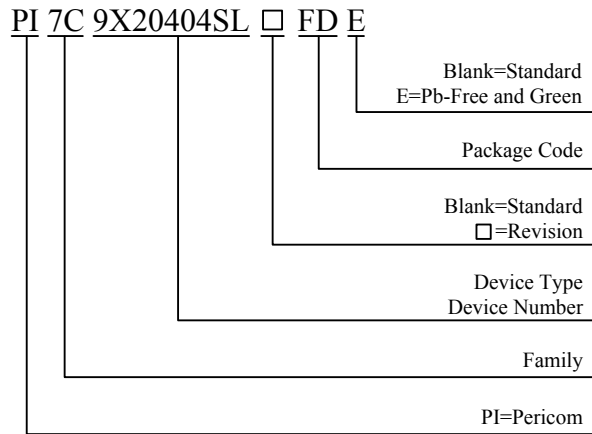 PI 7C 9X20404SL □ FD E
Blank=Standard
E=Pb-Free and Green
Package Code
Blank=Standard
□=Revision
Device Type
Device Number
Family
PI=Pericom